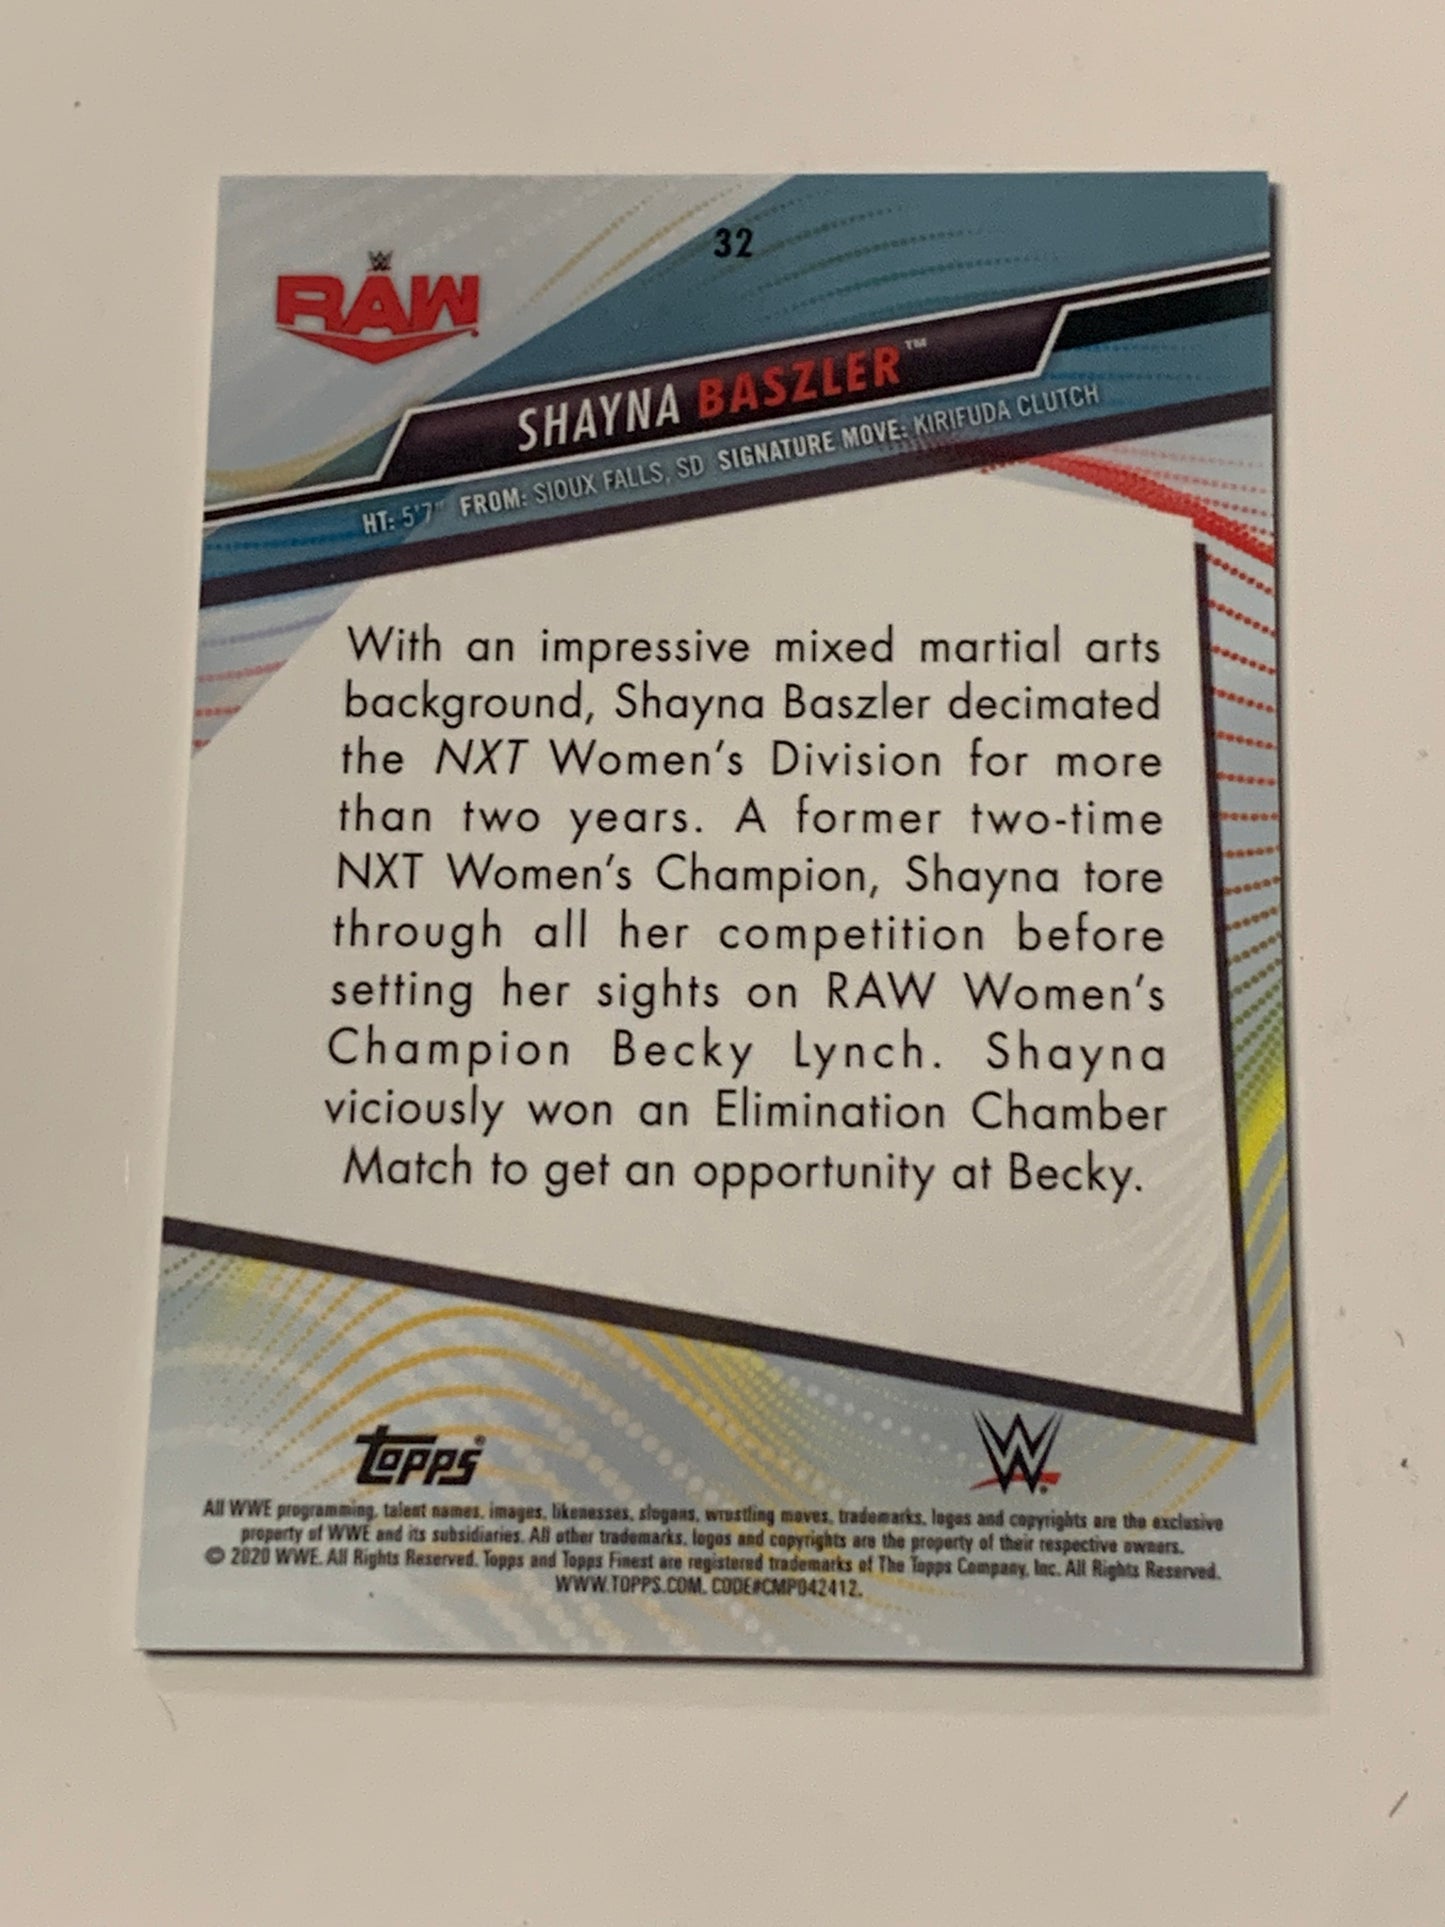 32
W
RAW
SHAYNA BASZLER™
HT: 5'7" FROM: SIOUX FALLS, SD SIGNATURE MOVE: KIRIFUDA CLUTCH
With an impressive mixed martial arts
background, Shayna Baszler decimated
the NXT Women's Division for more
than two years. A former two-time
NXT Women's Champion, Shayna tore
through all her competition before
setting her sights on RAW Women's
Champion Becky Lynch. Shayna
viciously won an Elimination Chamber
Match to get an opportunity at Becky.
Topps®
W
All WWE programming, talent names, images, likenesses, slogans, wrestling moves, trademarks, logos and copyrights are the exclusive
property of WWE and its subsidiaries. All other trademarks, logos and copyrights are the property of their respective owners.
© 2020 WWE. All Rights Reserved. Topps and Topps Finest are registered trademarks of The Topps Company, Inc. All Rights Reserved.
WWW.TOPPS.COM. CODE#CMP042412.